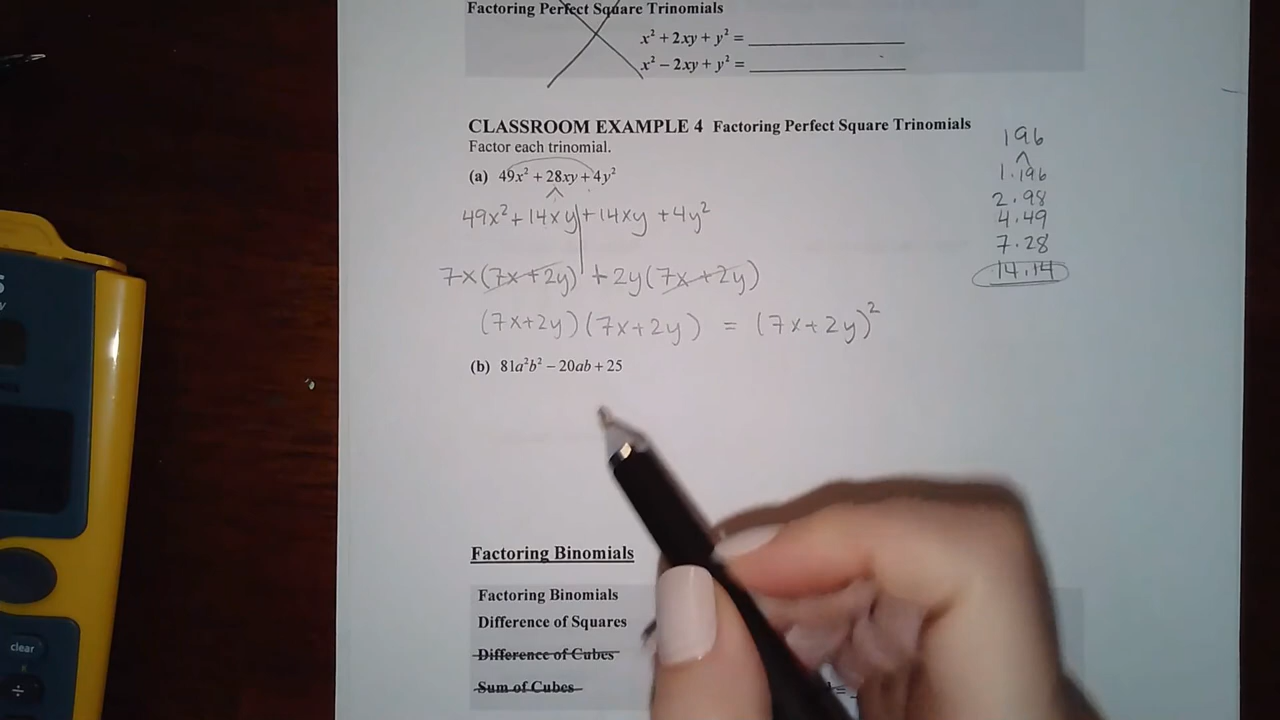 Factoring Perfect Square Trinomials
x² + 2xy + y² = ____________
x² − 2xy + y² = ____________
CLASSROOM EXAMPLE 4 Factoring Perfect Square Trinomials
Factor each trinomial.
(a) 49x² + 28xy + 4y²
49x² + 14xy + 14xy + 4y²
7x(7x+2y) + 2y(7x+2y)
(7x+2y)(7x+2y) = (7x+2y)²
196
1·196
2·98
4·49
7·28
14·14
(b) 81a²b² − 20ab + 25
Factoring Binomials
Factoring Binomials
Difference of Squares
Difference of Cubes
Sum of Cubes
clear
÷